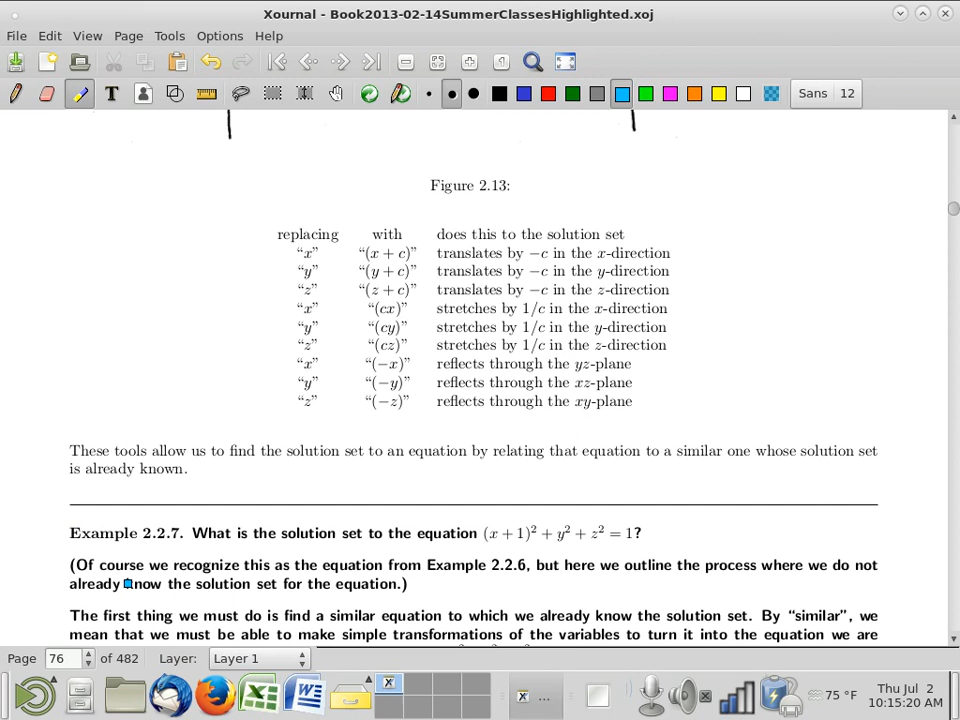 Xournal - Book2013-02-14SummerClassesHighlighted.xoj
File Edit View Page Tools Options Help
Sans 12
Figure 2.13:
replacing with does this to the solution set
“x” “(x + c)” translates by −c in the x-direction
“y” “(y + c)” translates by −c in the y-direction
“z” “(z + c)” translates by −c in the z-direction
“x” “(cx)” stretches by 1/c in the x-direction
“y” “(cy)” stretches by 1/c in the y-direction
“z” “(cz)” stretches by 1/c in the z-direction
“x” “(−x)” reflects through the yz-plane
“y” “(−y)” reflects through the xz-plane
“z” “(−z)” reflects through the xy-plane
These tools allow us to find the solution set to an equation by relating that equation to a similar one whose solution set
is already known.
Example 2.2.7. What is the solution set to the equation (x + 1)² + y² + z² = 1?
(Of course we recognize this as the equation from Example 2.2.6, but here we outline the process where we do not
already know the solution set for the equation.)
The first thing we must do is find a similar equation to which we already know the solution set. By “similar”, we
mean that we must be able to make simple transformations of the variables to turn it into the equation we are
Page 76 of 482 Layer: Layer 1
... 75 °F Thu Jul 2
10:15:20 AM